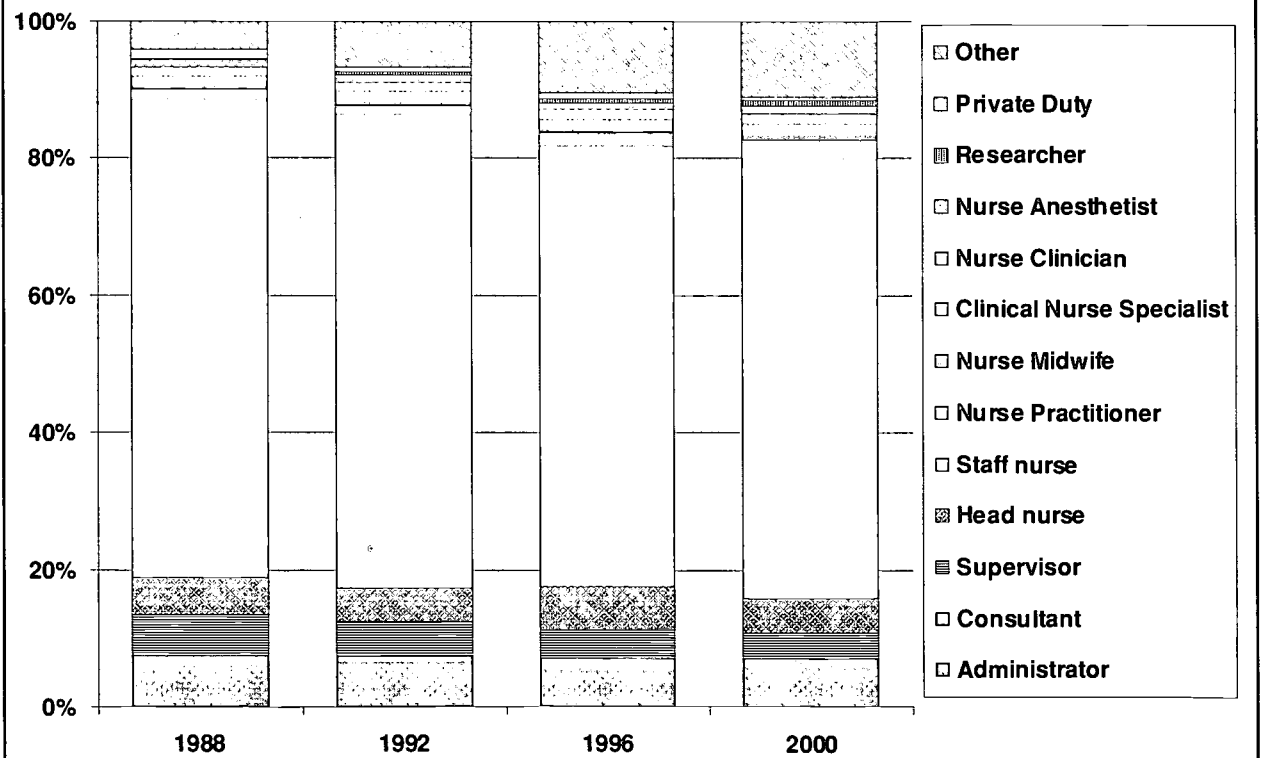 100%
80%
60%
40%
20%
0%
1988 1992 1996 2000
Other
Private Duty
Researcher
Nurse Anesthetist
Nurse Clinician
Clinical Nurse Specialist
Nurse Midwife
Nurse Practitioner
Staff nurse
Head nurse
Supervisor
Consultant
Administrator